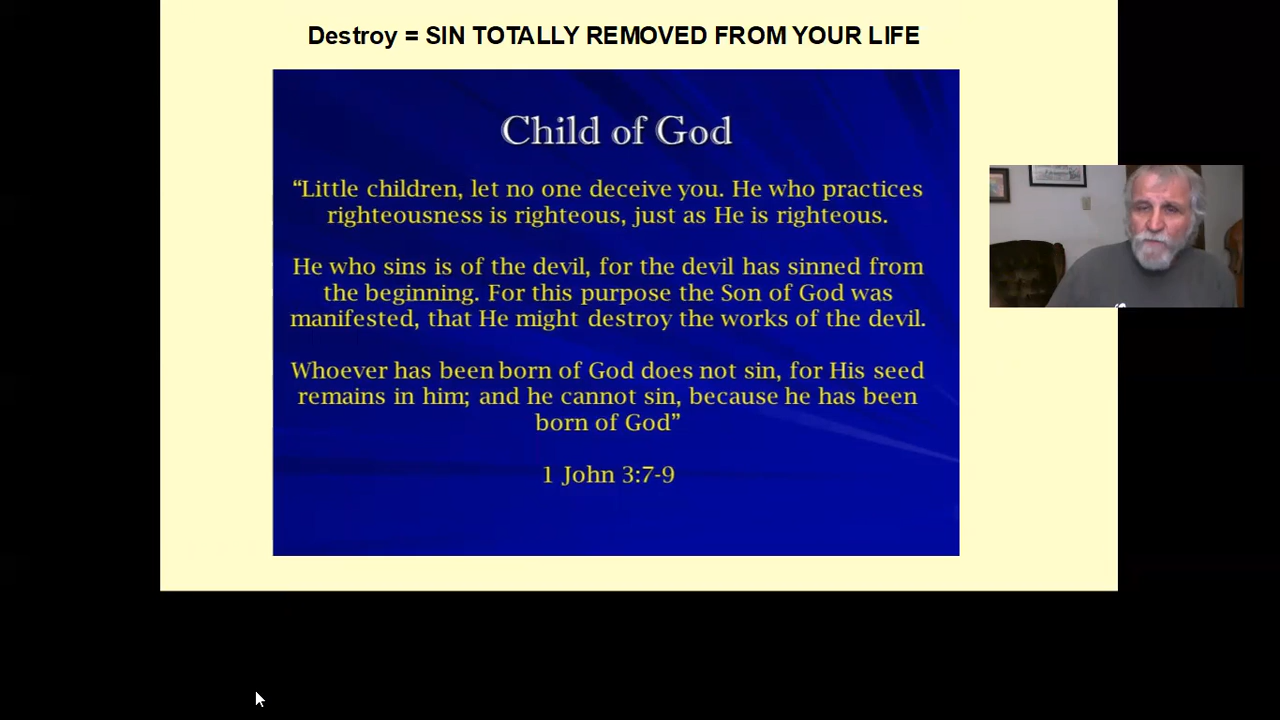 Destroy = SIN TOTALLY REMOVED FROM YOUR LIFE
Child of God
“Little children, let no one deceive you. He who practices
righteousness is righteous, just as He is righteous.
He who sins is of the devil, for the devil has sinned from
the beginning. For this purpose the Son of God was
manifested, that He might destroy the works of the devil.
Whoever has been born of God does not sin, for His seed
remains in him; and he cannot sin, because he has been
born of God”
1 John 3:7-9